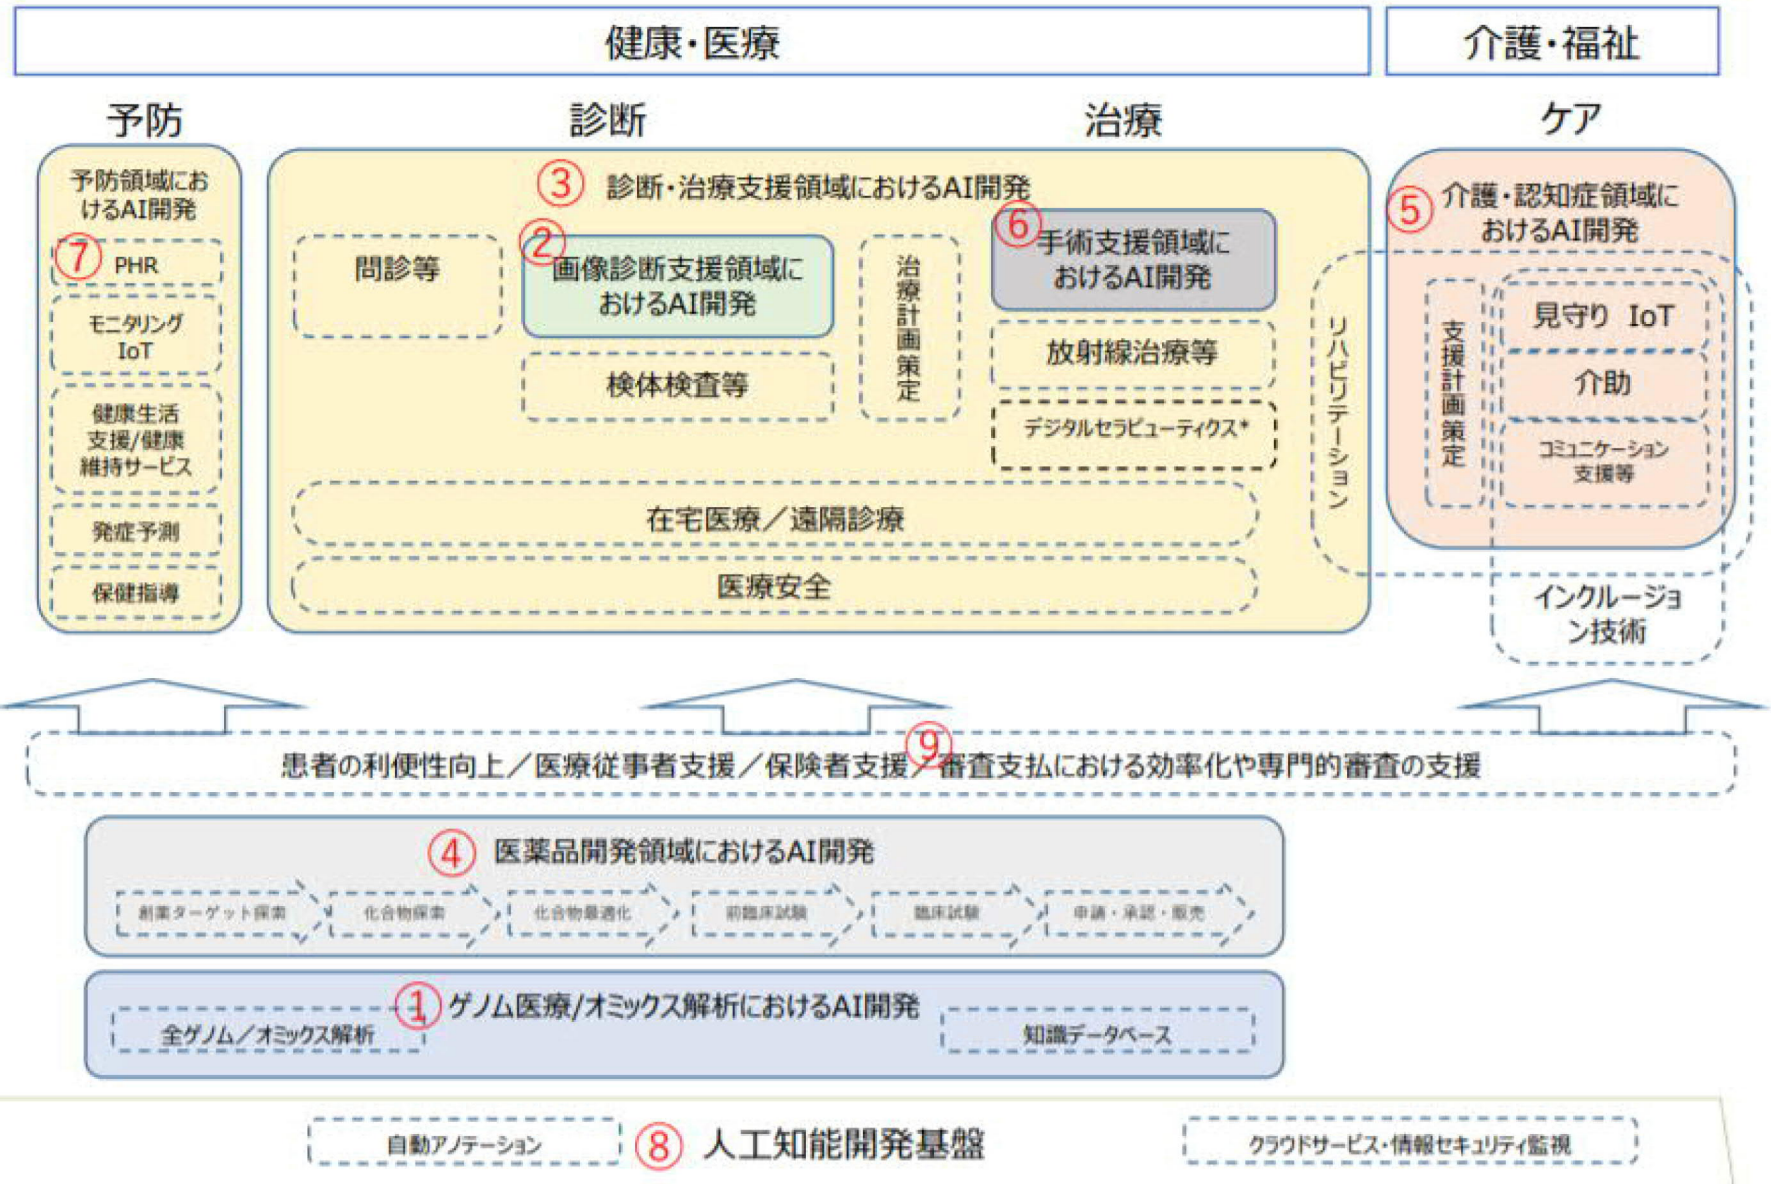 健康・医療
介護・福祉
予防
診断
治療
ケア
予防領域にお
けるAI開発
⑦
PHR
モニタリング
IoT
健康生活
支援/健康
維持サービス
発症予測
保健指導
③
診断・治療支援領域におけるAI開発
問診等
②
画像診断支援領域に
おけるAI開発
検体検査等
治療計画策定
⑥
手術支援領域に
おけるAI開発
放射線治療等
デジタルセラピューティクス*
在宅医療／遠隔診療
医療安全
リハビリテーション
⑤
介護・認知症領域に
おけるAI開発
支援計画策定
見守り IoT
介助
コミュニケーション
支援等
インクルージョ
ン技術
⑨
患者の利便性向上／医療従事者支援／保険者支援／審査支払における効率化や専門的審査の支援
④
医薬品開発領域におけるAI開発
創薬ターゲット探索
化合物探索
化合物最適化
前臨床試験
臨床試験
申請・承認・販売
①
ゲノム医療/オミックス解析におけるAI開発
全ゲノム／オミックス解析
知識データベース
自動アノテーション
⑧
人工知能開発基盤
クラウドサービス・情報セキュリティ監視